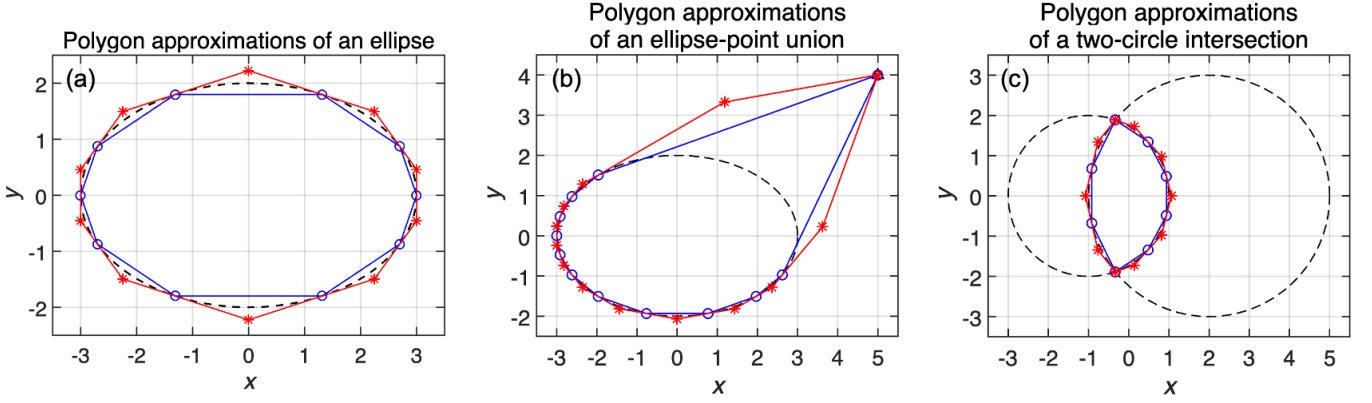 Polygon approximations of an ellipse
(a)
y
2
1
0
-1
-2
-3 -2 -1 0 1 2 3
x
Polygon approximations
of an ellipse-point union
(b)
y
4
3
2
1
0
-1
-2
-3 -2 -1 0 1 2 3 4 5
x
Polygon approximations
of a two-circle intersection
(c)
y
3
2
1
0
-1
-2
-3
-3 -2 -1 0 1 2 3 4 5
x